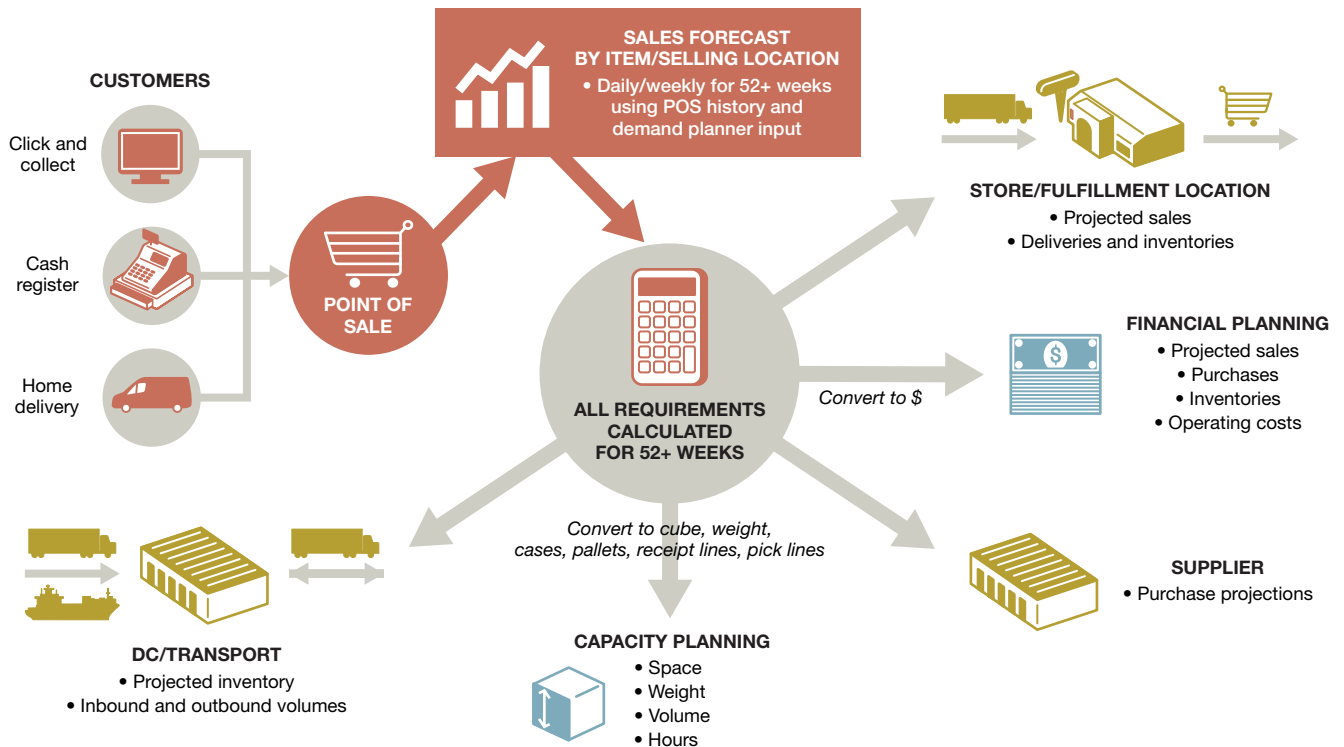 CUSTOMERS
Click and
collect
Cash
register
Home
delivery
POINT OF
SALE
SALES FORECAST
BY ITEM/SELLING LOCATION
• Daily/weekly for 52+ weeks
using POS history and
demand planner input
ALL REQUIREMENTS
CALCULATED
FOR 52+ WEEKS
STORE/FULFILLMENT LOCATION
• Projected sales
• Deliveries and inventories
Convert to $
$
FINANCIAL PLANNING
• Projected sales
• Purchases
• Inventories
• Operating costs
SUPPLIER
• Purchase projections
Convert to cube, weight,
cases, pallets, receipt lines, pick lines
CAPACITY PLANNING
• Space
• Weight
• Volume
• Hours
DC/TRANSPORT
• Projected inventory
• Inbound and outbound volumes